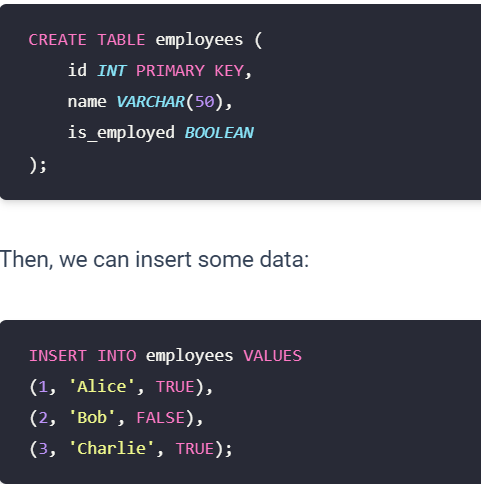 CREATE TABLE employees (
    id INT PRIMARY KEY,
    name VARCHAR(50),
    is_employed BOOLEAN
);
Then, we can insert some data:
INSERT INTO employees VALUES
(1, 'Alice', TRUE),
(2, 'Bob', FALSE),
(3, 'Charlie', TRUE);